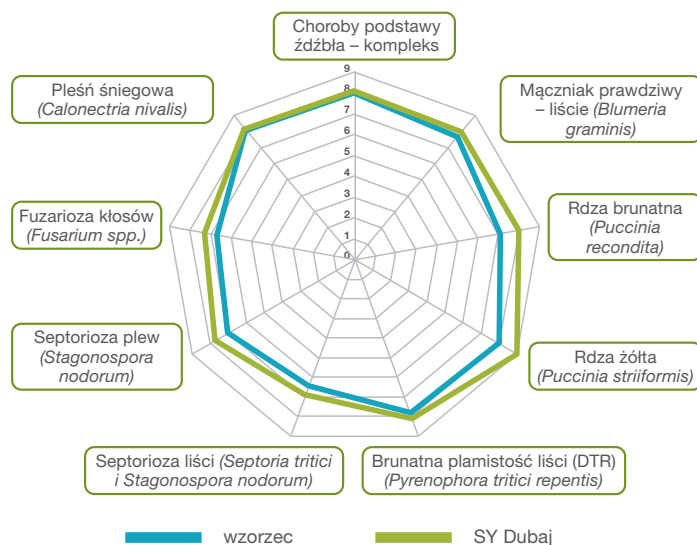 Choroby podstawy
źdźbła – kompleks
Pleśń śniegowa
(Calonectria nivalis)
Mączniak prawdziwy
– liście (Blumeria
graminis)
9
8
7
6
5
4
3
2
1
0
Fuzarioza kłosów
(Fusarium spp.)
Rdza brunatna
(Puccinia
recondita)
Septorioza plew
(Stagonospora
nodorum)
Rdza żółta
(Puccinia striiformis)
Septorioza liści (Septoria tritici
i Stagonospora nodorum)
Brunatna plamistość liści (DTR)
(Pyrenophora tritici repentis)
wzorzec
SY Dubaj